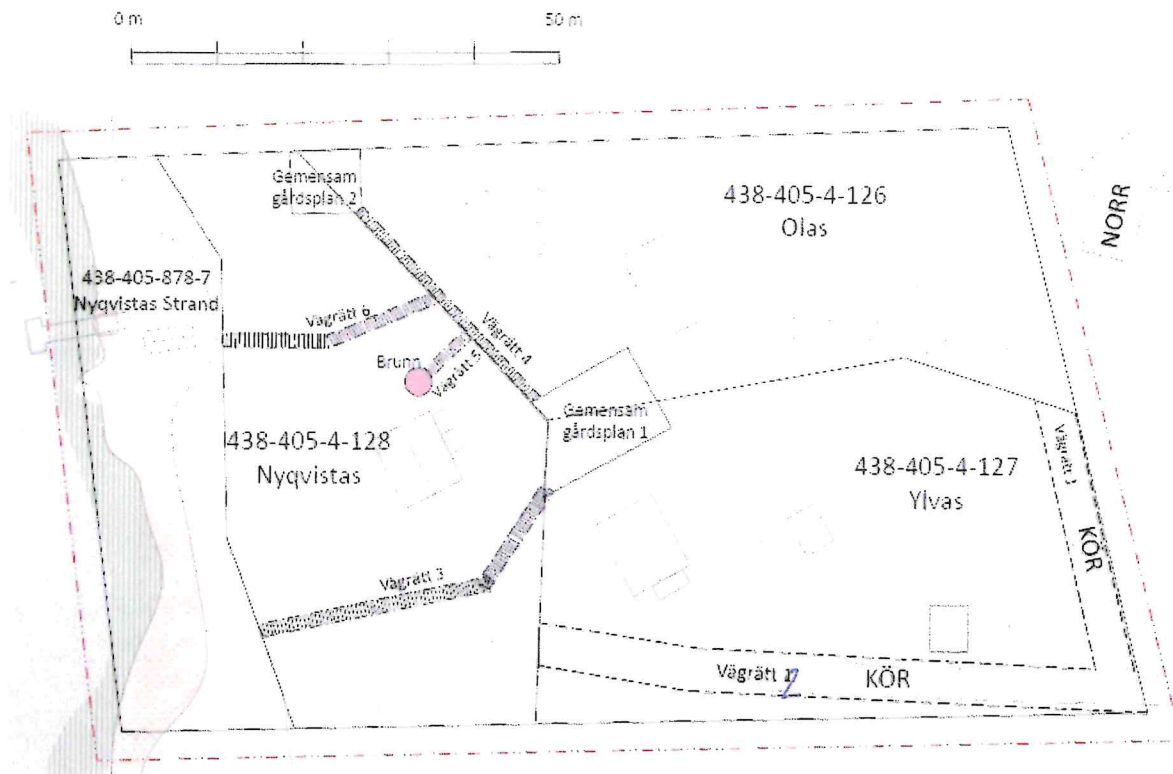 0 m
50 m
Gemensam
gårdsplan 2
438-405-4-126
Olas
NORR
438-405-878-7
Nyqvistas Strand
Vägrätt 6
Vägrätt 4
Brunn
Vägrätt 5
Gemensam
gårdsplan 1
438-405-4-128
Nyqvistas
438-405-4-127
Ylvas
KÖR
Vägrätt 3
Vägrätt
KÖR